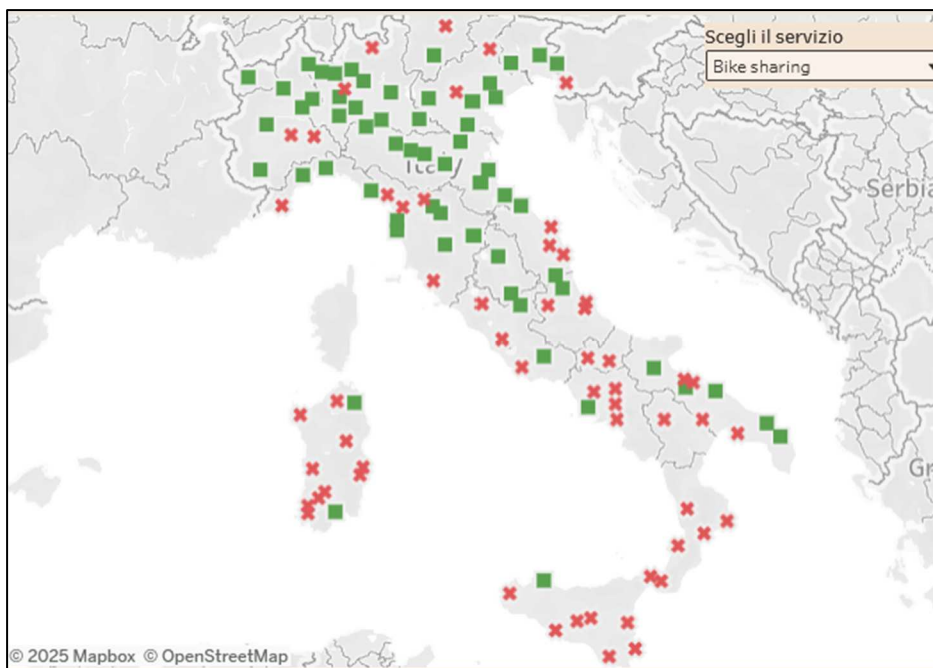 Scegli il servizio
Bike sharing
Italy
Serbia
Gr
© 2025 Mapbox © OpenStreetMap